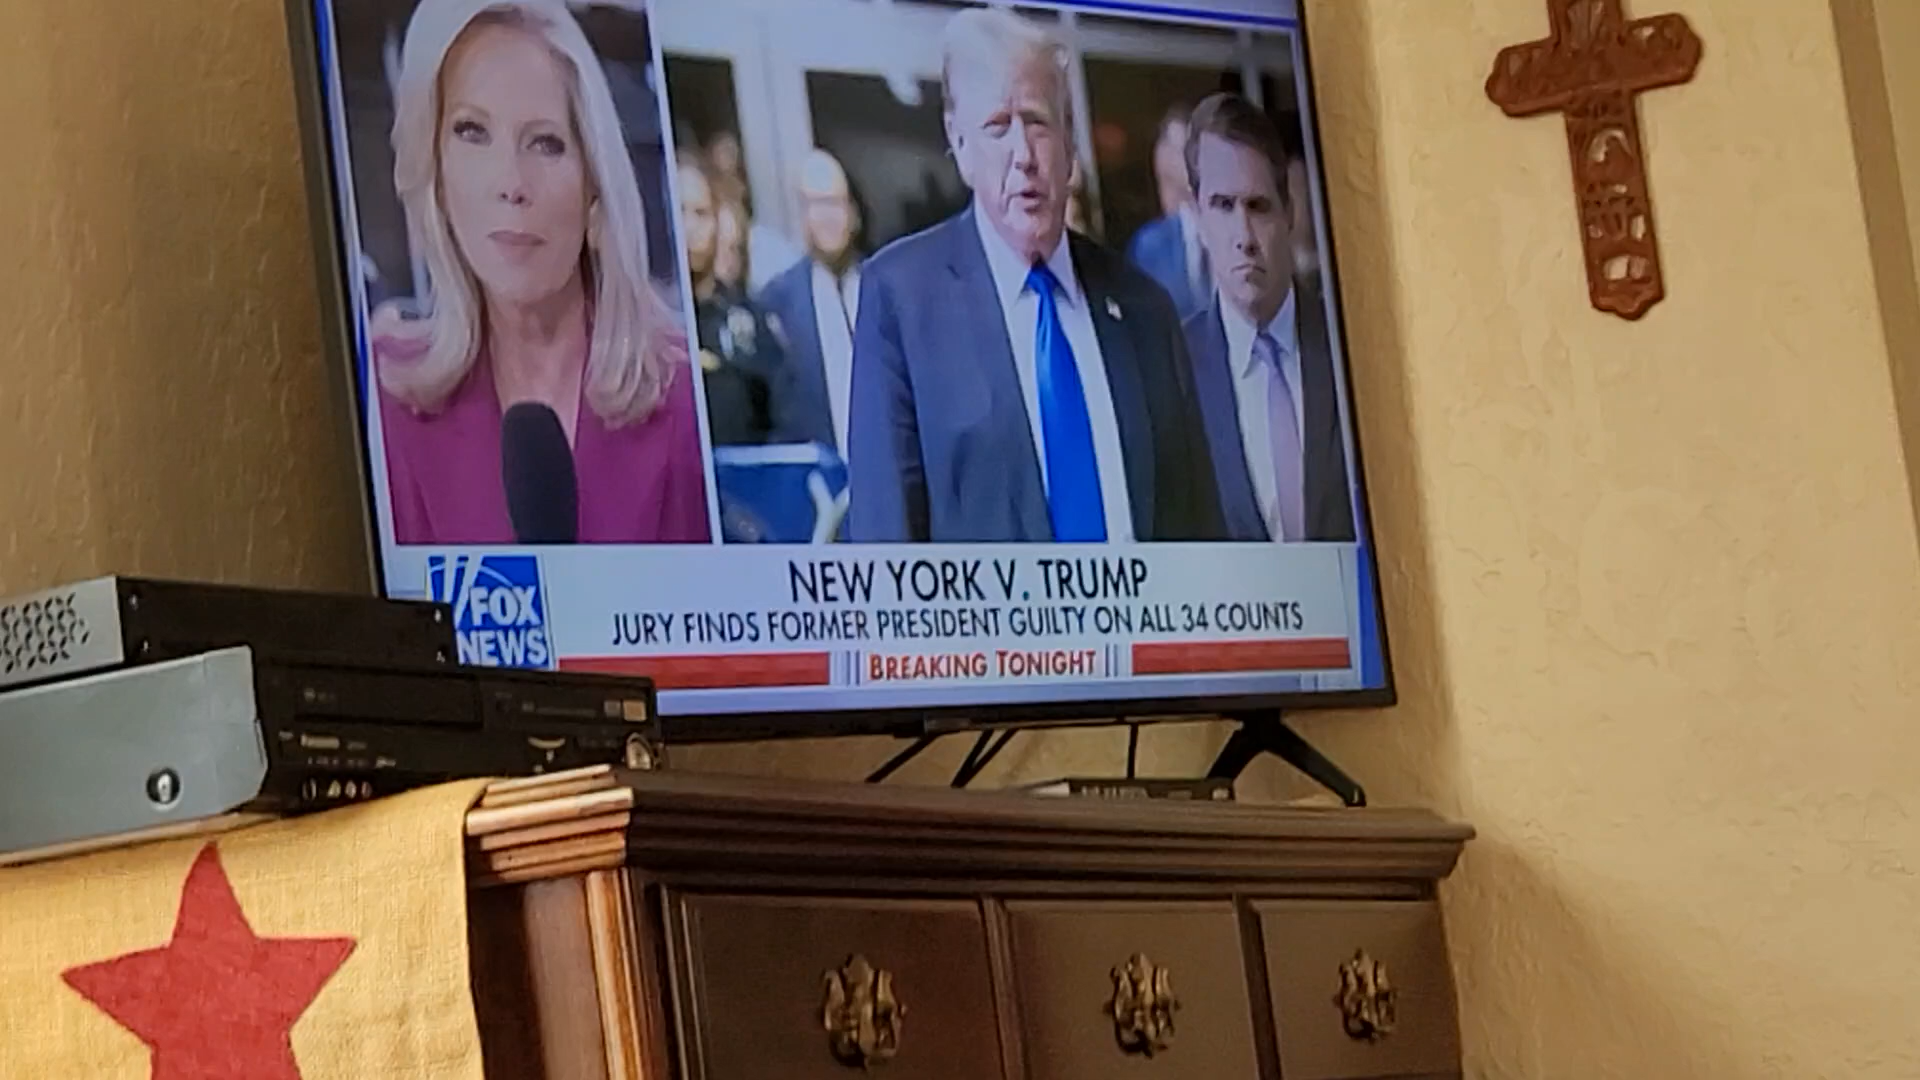 NEW YORK V. TRUMP
JURY FINDS FORMER PRESIDENT GUILTY ON ALL 34 COUNTS
FOX
NEWS
BREAKING TONIGHT
Panasonic